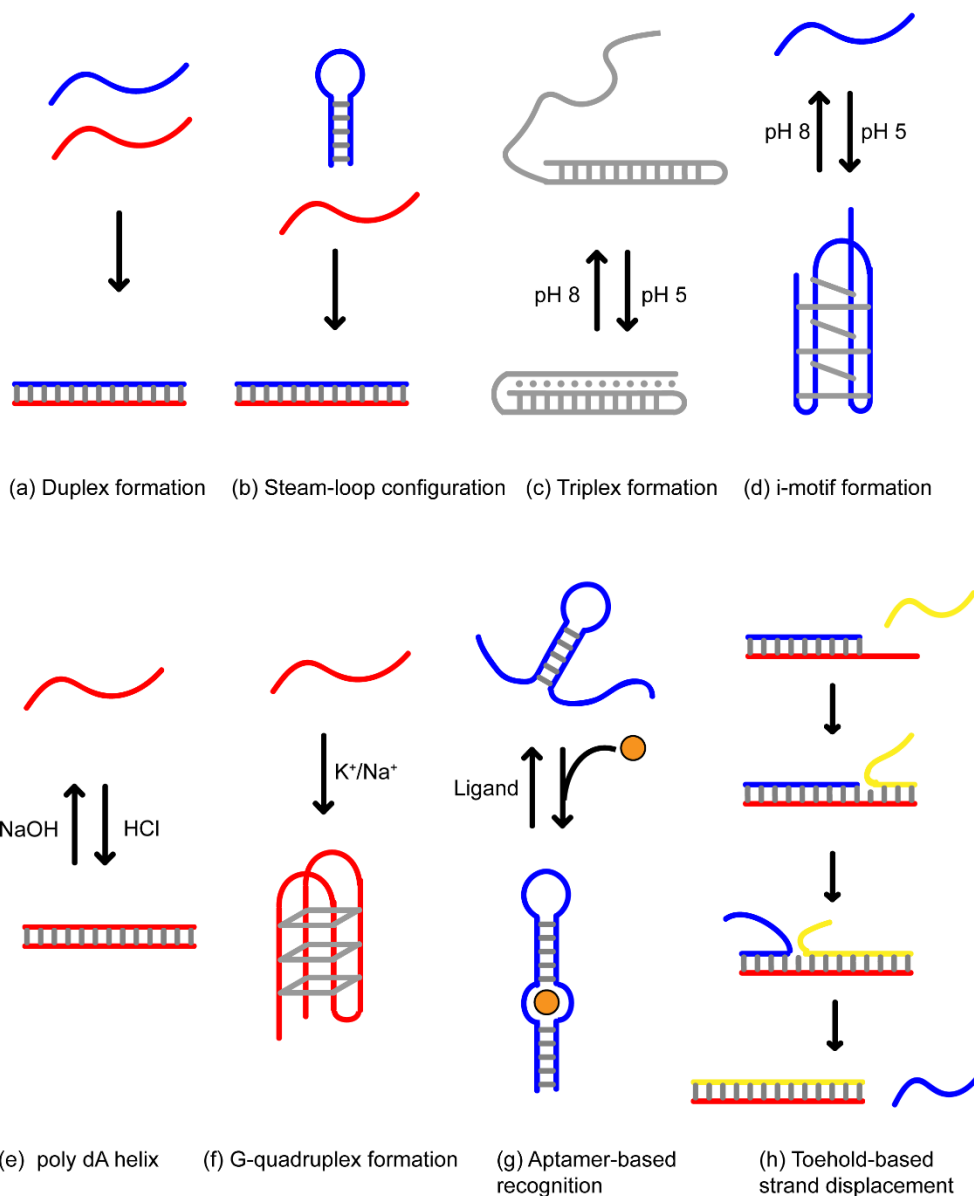 pH 8
pH 5
pH 8
pH 5
(a) Duplex formation
(b) Steam-loop configuration
(c) Triplex formation
(d) i-motif formation
NaOH
HCl
K⁺/Na⁺
Ligand
(e) poly dA helix
(f) G-quadruplex formation
(g) Aptamer-based
recognition
(h) Toehold-based
strand displacement